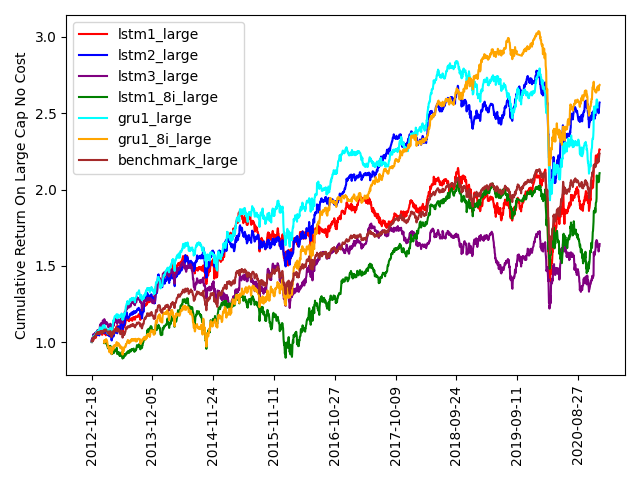 Cumulative Return On Large Cap No Cost
3.0
2.5
2.0
1.5
1.0
lstm1_large
lstm2_large
lstm3_large
lstm1_8i_large
gru1_large
gru1_8i_large
benchmark_large
2012-12-18
2013-12-05
2014-11-24
2015-11-11
2016-10-27
2017-10-09
2018-09-24
2019-09-11
2020-08-27